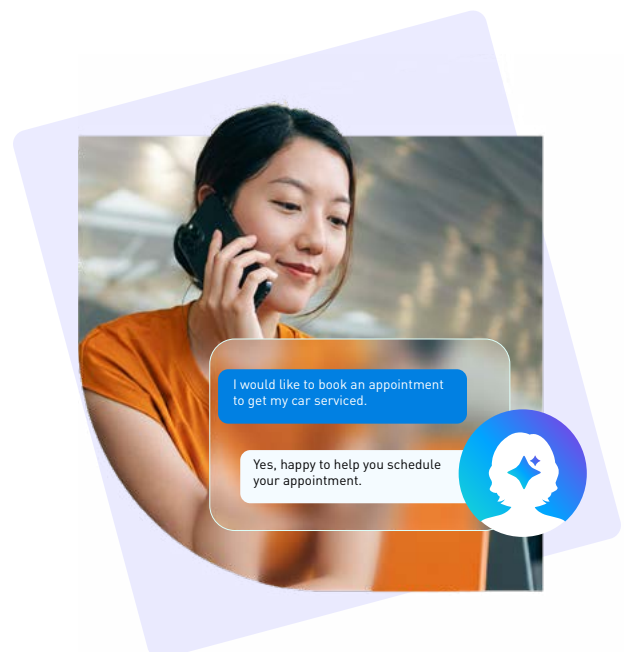 I would like to book an appointment
to get my car serviced.
Yes, happy to help you schedule
your appointment.